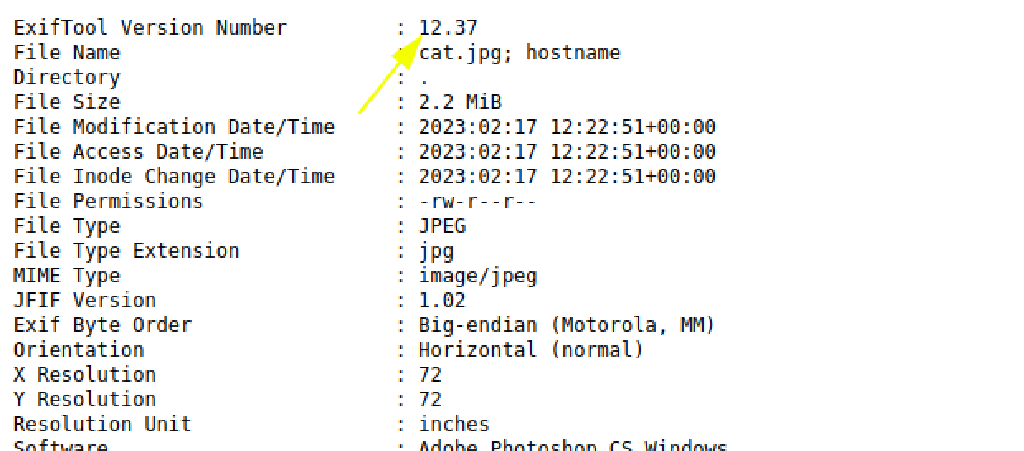 ExifTool Version Number : 12.37
File Name : cat.jpg; hostname
Directory : .
File Size : 2.2 MiB
File Modification Date/Time : 2023:02:17 12:22:51+00:00
File Access Date/Time : 2023:02:17 12:22:51+00:00
File Inode Change Date/Time : 2023:02:17 12:22:51+00:00
File Permissions : -rw-r--r--
File Type : JPEG
File Type Extension : jpg
MIME Type : image/jpeg
JFIF Version : 1.02
Exif Byte Order : Big-endian (Motorola, MM)
Orientation : Horizontal (normal)
X Resolution : 72
Y Resolution : 72
Resolution Unit : inches
Software : Adobe Photoshop CS Windows